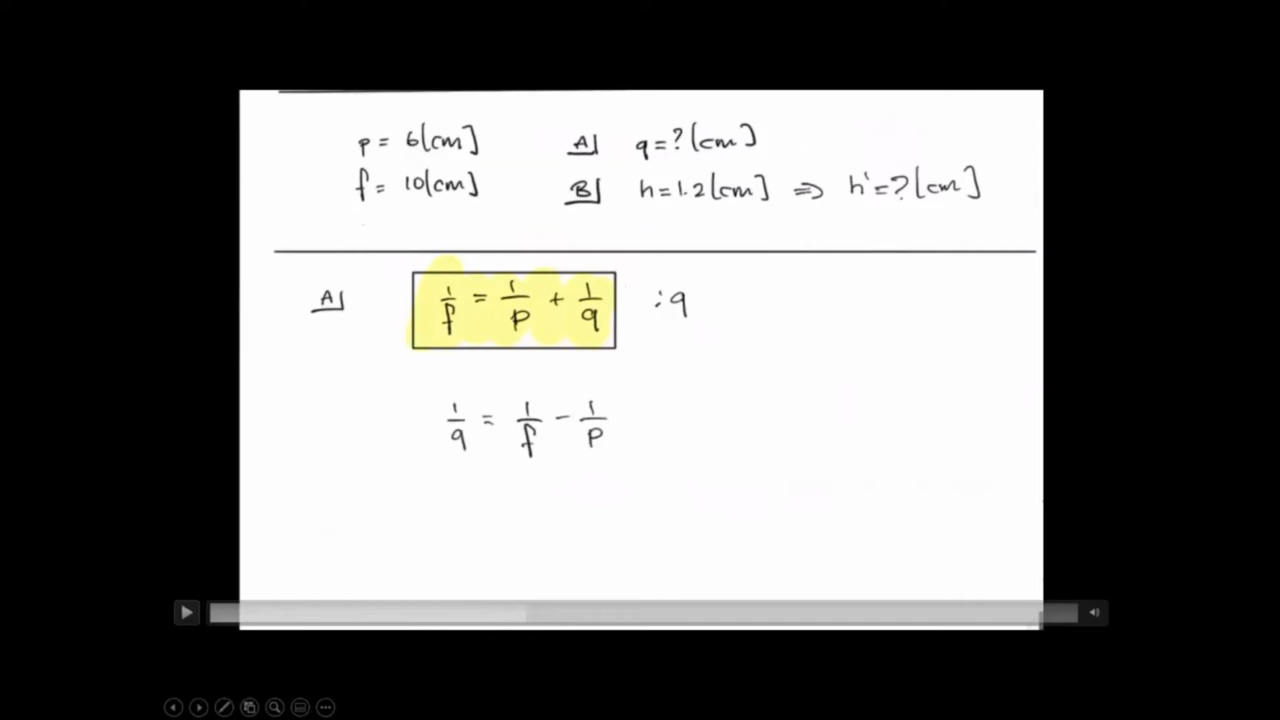 p = 6[cm] A| q = ? [cm]
f = 10[cm] B| h = 1.2 [cm] ⇒ h' = ? [cm]
A| 1/f = 1/p + 1/q : q
1/q = 1/f - 1/p